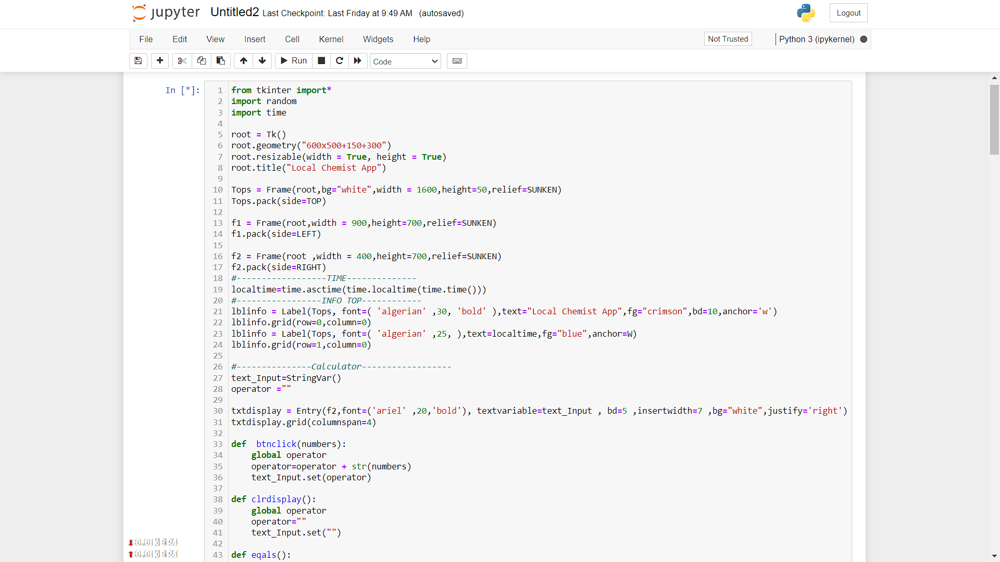 jupyter Untitled2 Last Checkpoint: Last Friday at 9:49 AM (autosaved) Logout
File Edit View Insert Cell Kernel Widgets Help Not Trusted Python 3 (ipykernel)
Run Code
In [*]:
1 from tkinter import*
2 import random
3 import time
4
5 root = Tk()
6 root.geometry("600x500+150+300")
7 root.resizable(width = True, height = True)
8 root.title("Local Chemist App")
9
10 Tops = Frame(root,bg="white",width = 1600,height=50,relief=SUNKEN)
11 Tops.pack(side=TOP)
12
13 f1 = Frame(root,width = 900,height=700,relief=SUNKEN)
14 f1.pack(side=LEFT)
15
16 f2 = Frame(root ,width = 400,height=700,relief=SUNKEN)
17 f2.pack(side=RIGHT)
18 #------------------TIME--------------
19 localtime=time.asctime(time.localtime(time.time()))
20 #-----------------INFO TOP------------
21 lblinfo = Label(Tops, font=( 'algerian' ,30, 'bold' ),text="Local Chemist App",fg="crimson",bd=10,anchor='w')
22 lblinfo.grid(row=0,column=0)
23 lblinfo = Label(Tops, font=( 'algerian' ,25, ),text=localtime,fg="blue",anchor=W)
24 lblinfo.grid(row=1,column=0)
25
26 #---------------Calculator------------------
27 text_Input=StringVar()
28 operator =""
29
30 txtdisplay = Entry(f2,font=('ariel' ,20,'bold'), textvariable=text_Input , bd=5 ,insertwidth=7 ,bg="white",justify='right')
31 txtdisplay.grid(columnspan=4)
32
33 def  btnclick(numbers):
34     global operator
35     operator=operator + str(numbers)
36     text_Input.set(operator)
37
38 def clrdisplay():
39     global operator
40     operator=""
41     text_Input.set("")
42
43 def eqals():